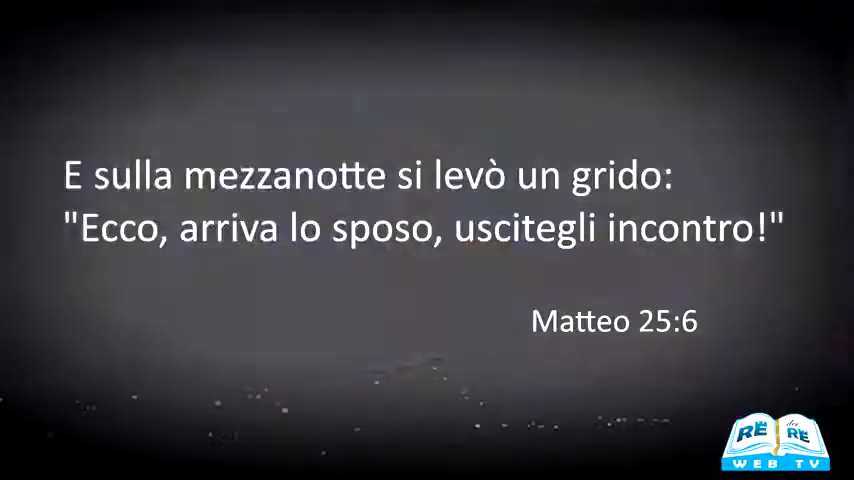 E sulla mezzanotte si levò un grido:
"Ecco, arriva lo sposo, uscitegli incontro!"
Matteo 25:6
RE dei RE
WEB TV